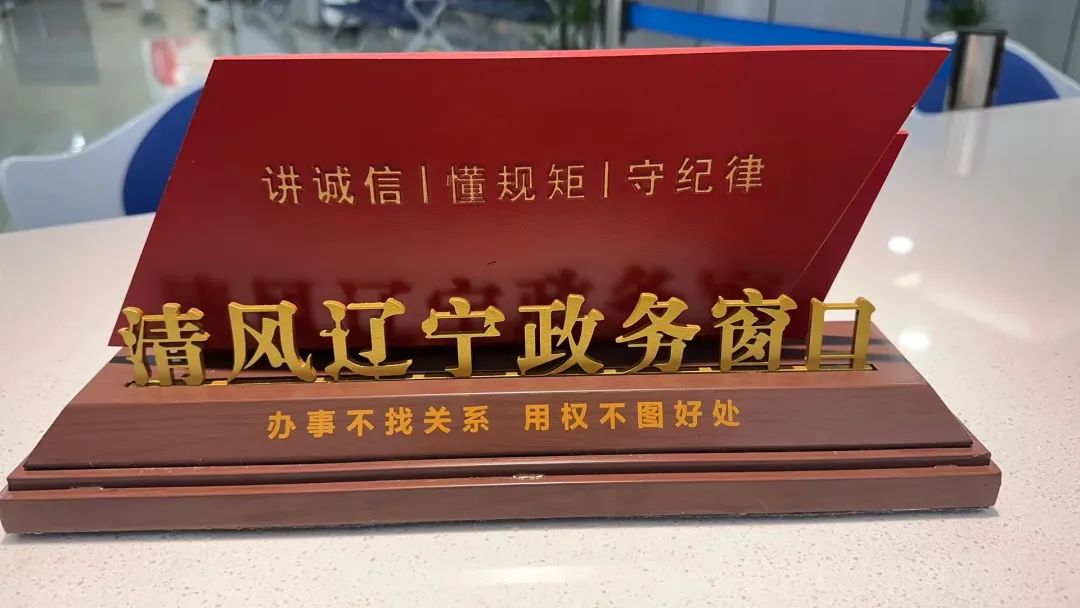 讲诚信|懂规矩|守纪律
清风辽宁政务窗口
办事不找关系 用权不图好处